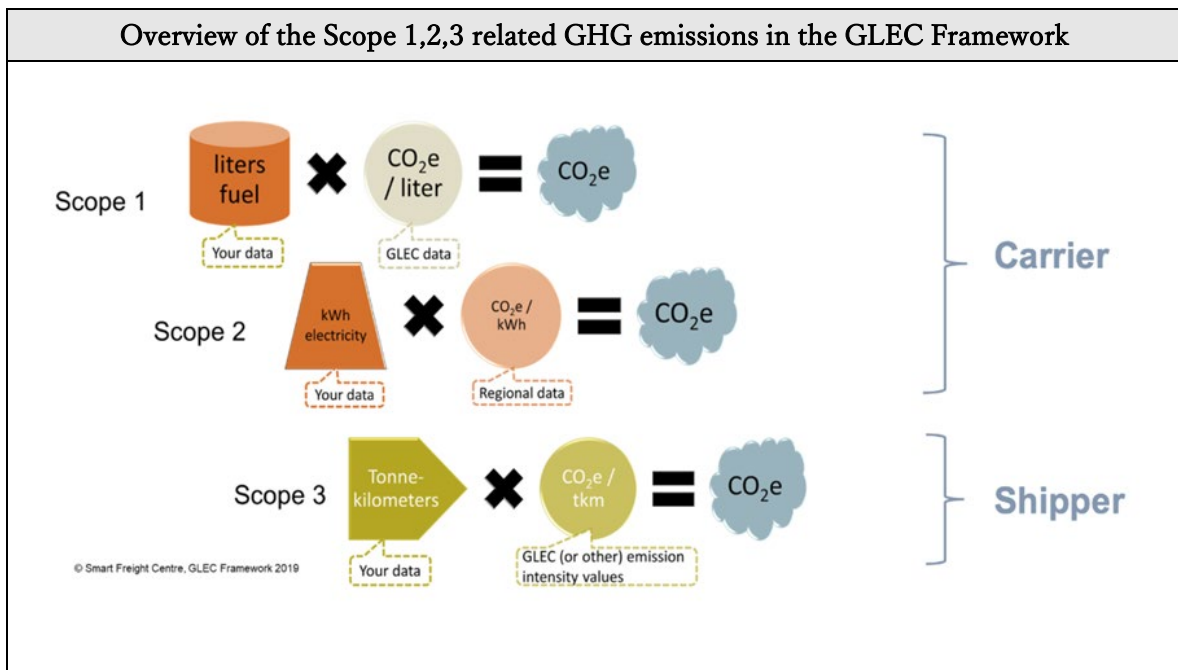 Overview of the Scope 1,2,3 related GHG emissions in the GLEC Framework
Scope 1
liters
fuel
CO₂e
/ liter
CO₂e
Your data
GLEC data
Scope 2
kWh
electricity
CO₂e /
kWh
CO₂e
Your data
Regional data
Carrier
Scope 3
Tonne-
kilometers
CO₂e /
tkm
CO₂e
Your data
GLEC (or other) emission
intensity values
Shipper
© Smart Freight Centre, GLEC Framework 2019